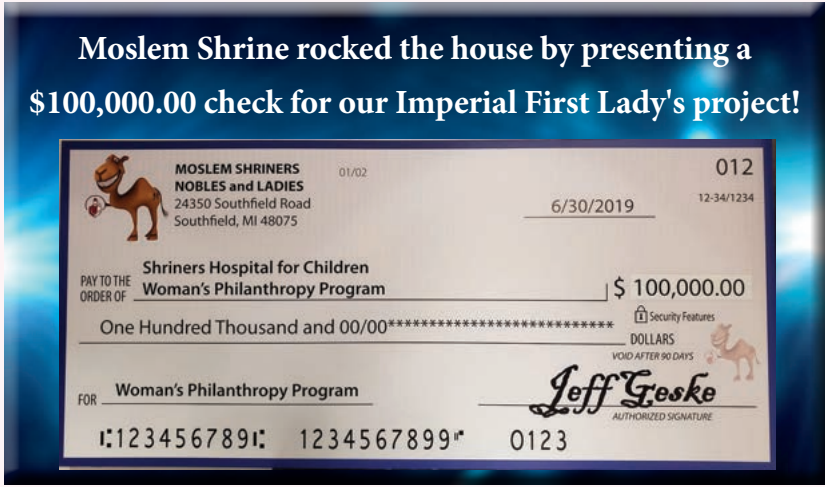 Moslem Shrine rocked the house by presenting a
$100,000.00 check for our Imperial First Lady's project!
MOSLEM SHRINERS
01/02
012
NOBLES and LADIES
24350 Southfield Road
6/30/2019
12-34/1234
Southfield, MI 48075
PAY TO THE
ORDER OF
Shriners Hospital for Children
Woman's Philanthropy Program
$ 100,000.00
Security Features
One Hundred Thousand and 00/00****************************
DOLLARS
VOID AFTER 90 DAYS
FOR
Woman's Philanthropy Program
Jeff Geske
AUTHORIZED SIGNATURE
⑆123456789⑆ 1234567899⑈ 0123